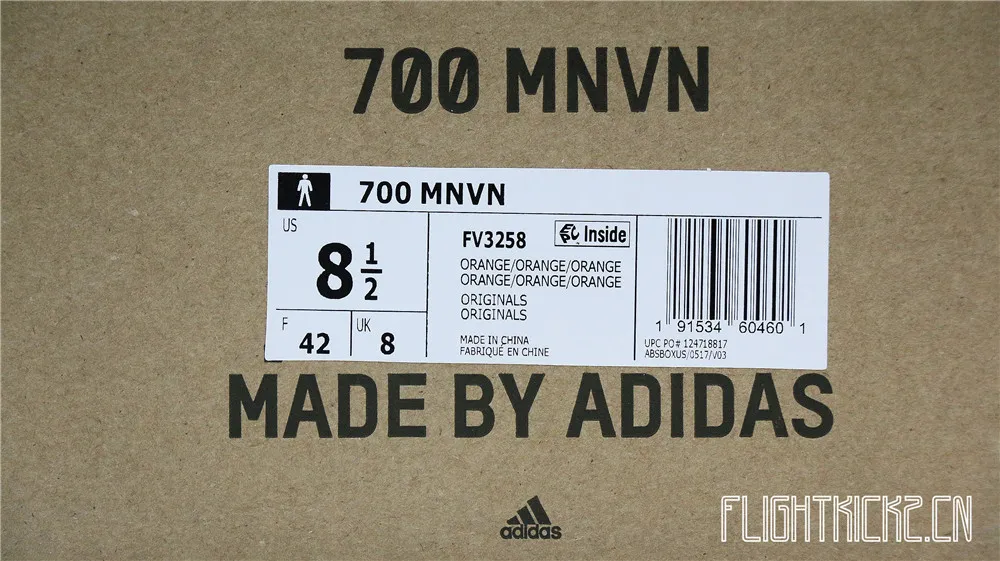 700 MNVN
700 MNVN
US
8 1/2
F 42
UK 8
FV3258
Inside
ORANGE/ORANGE/ORANGE
ORANGE/ORANGE/ORANGE
ORIGINALS
ORIGINALS
MADE IN CHINA
FABRIQUÉ EN CHINE
1 91534 60460 1
UPC PO# 124718817
ABSBOXUS/0517/V03
MADE BY ADIDAS
adidas
FLIGHTKICKZ.CN